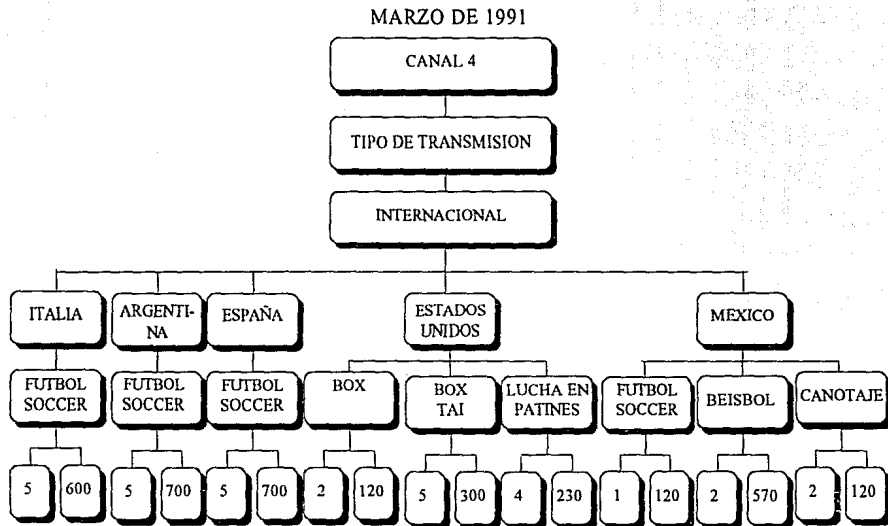 MARZO DE 1991
CANAL 4
TIPO DE TRANSMISION
INTERNACIONAL
ITALIA
ARGENTI-
NA
ESPAÑA
ESTADOS
UNIDOS
MEXICO
FUTBOL
SOCCER
FUTBOL
SOCCER
FUTBOL
SOCCER
BOX
BOX
TAI
LUCHA EN
PATINES
FUTBOL
SOCCER
BEISBOL
CANOTAJE
5 600 5 700 5 700 2 120 5 300 4 230 1 120 2 570 2 120